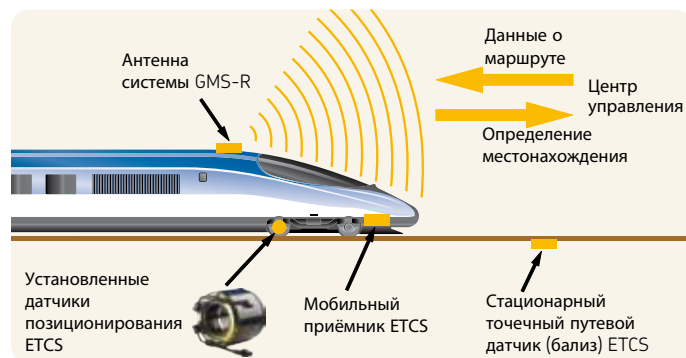 Антенна
системы GMS-R
Данные о
маршруте
Центр
управления
Определение
местонахождения
Установленные
датчики
позиционирования
ETCS
Мобильный
приёмник ETCS
Стационарный
точечный путевой
датчик (бализ) ETCS